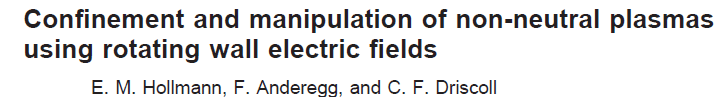 Confinement and manipulation of non-neutral plasmas
using rotating wall electric fields
E. M. Hollmann, F. Anderegg, and C. F. Driscoll